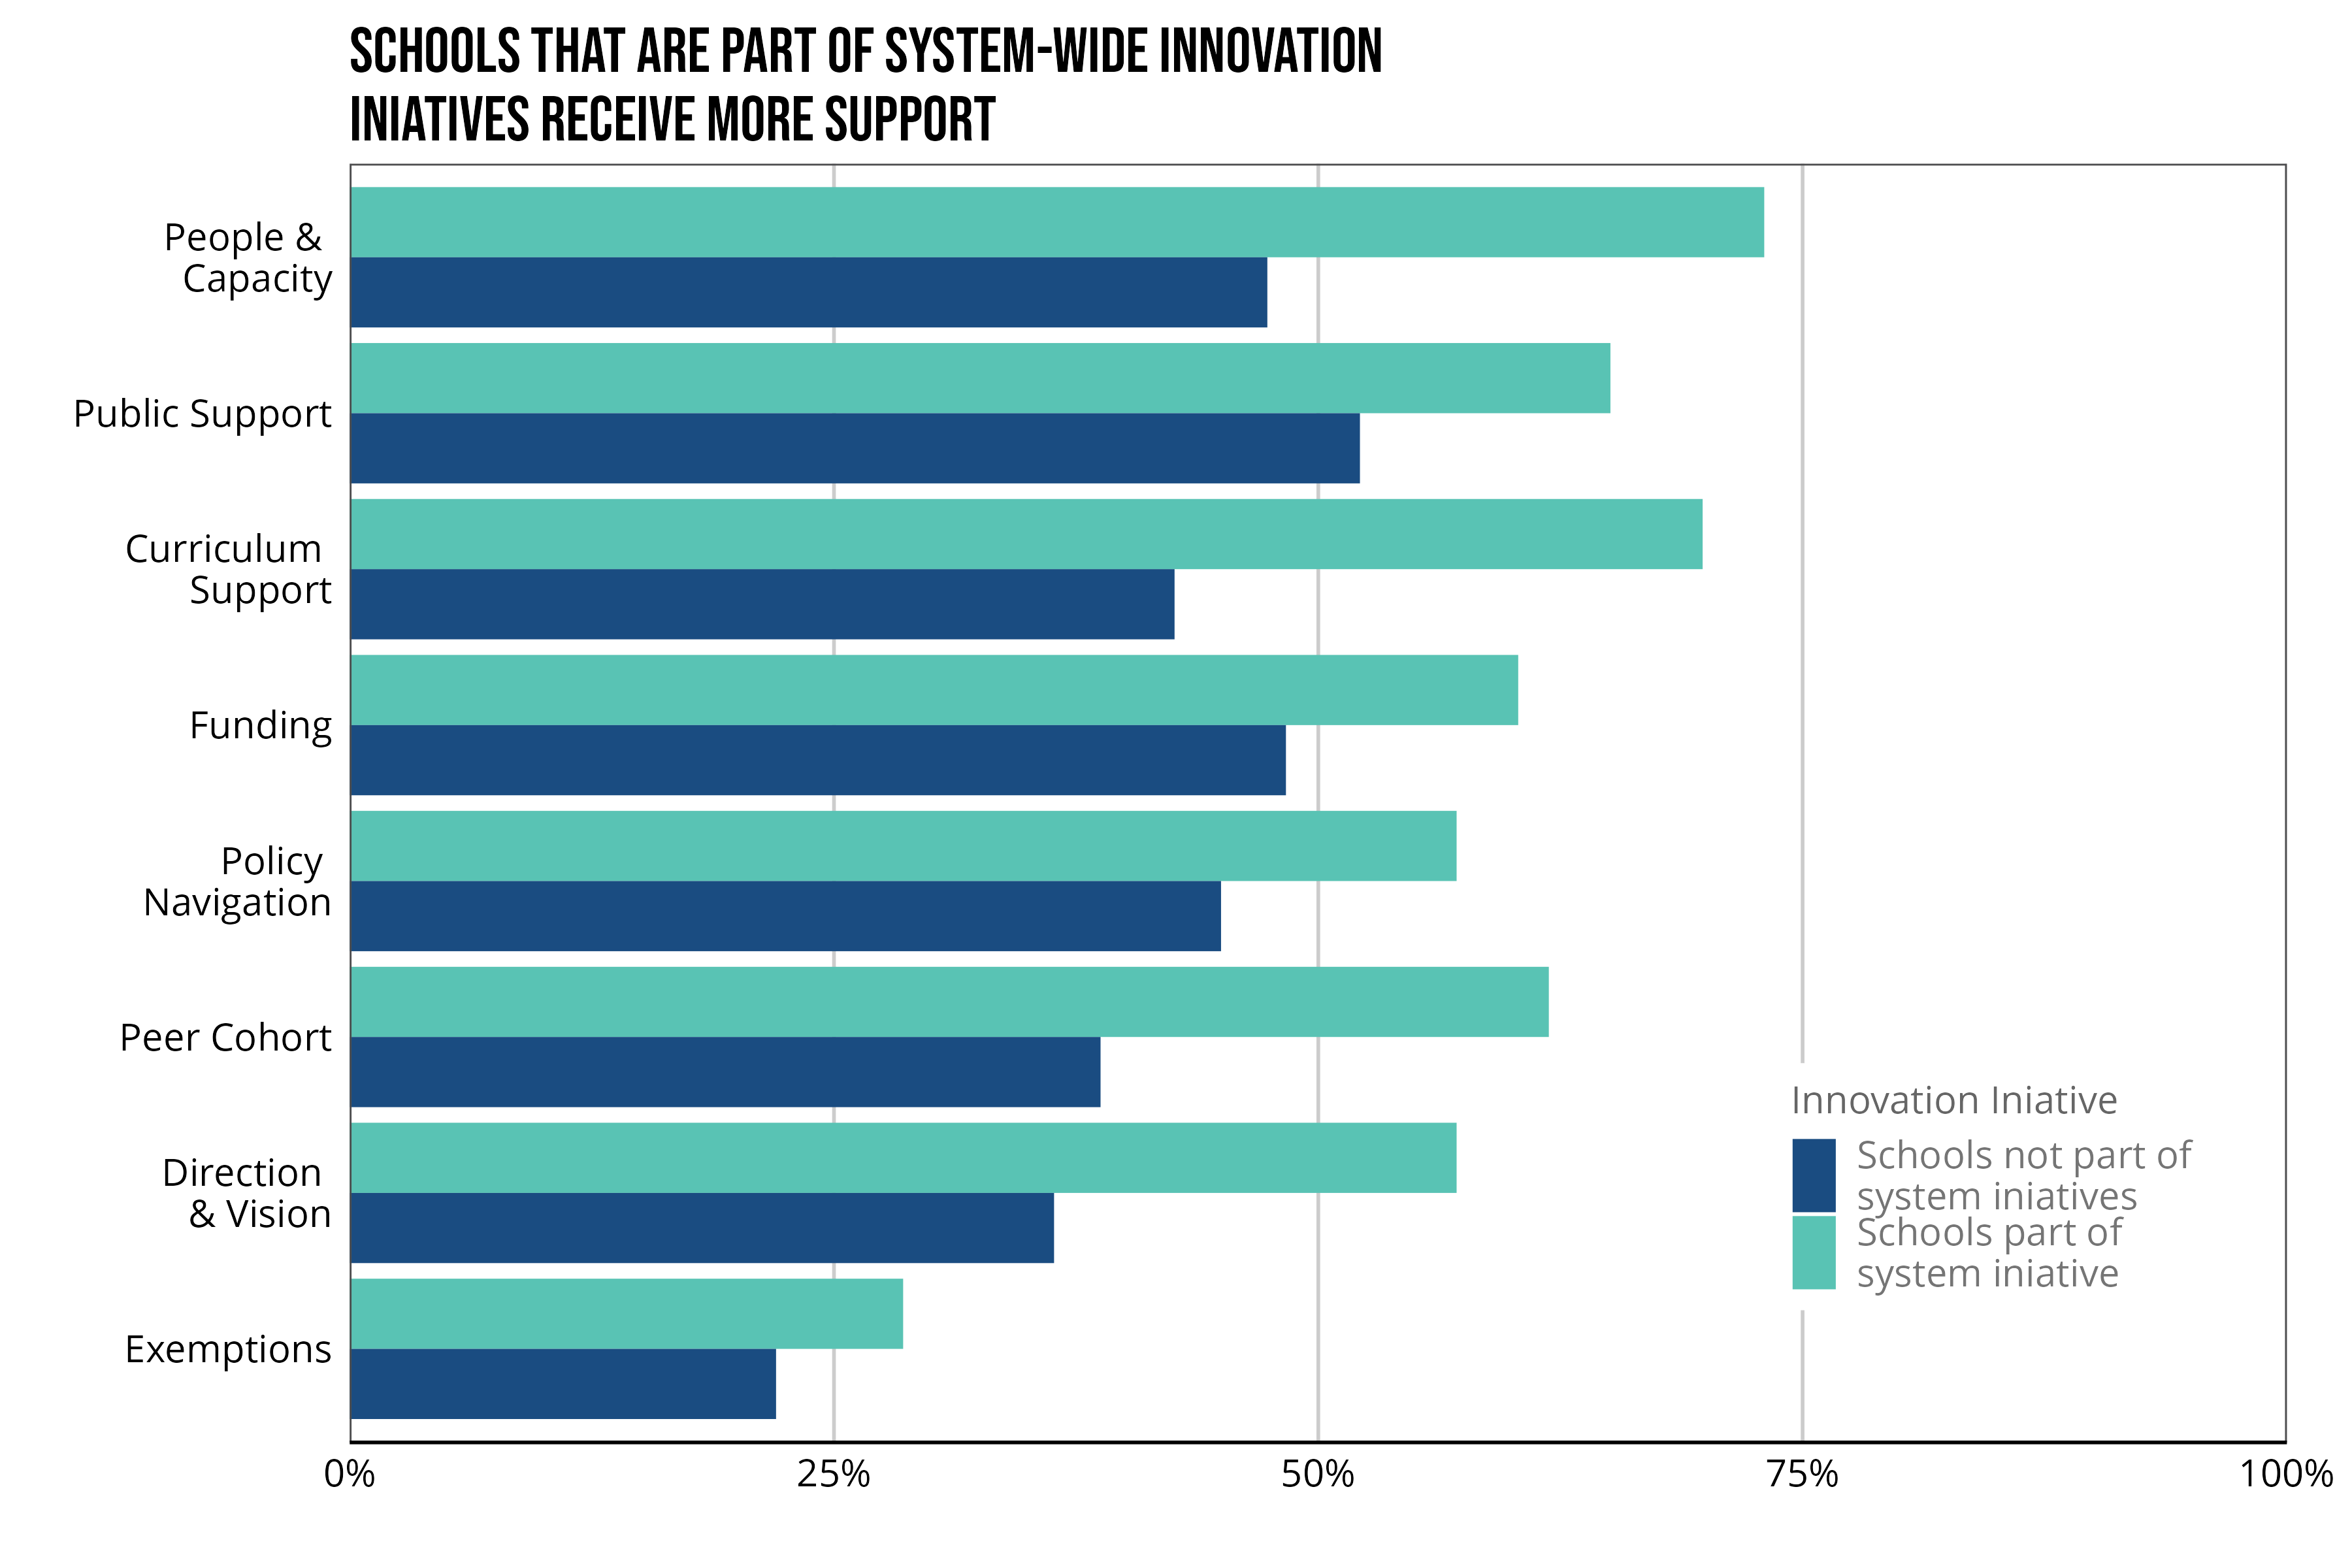 SCHOOLS THAT ARE PART OF SYSTEM-WIDE INNOVATION
INIATIVES RECEIVE MORE SUPPORT
People &
Capacity
Public Support
Curriculum
Support
Funding
Policy
Navigation
Peer Cohort
Direction
& Vision
Exemptions
Innovation Iniative
Schools not part of
system iniatives
Schools part of
system iniative
0%
25%
50%
75%
100%